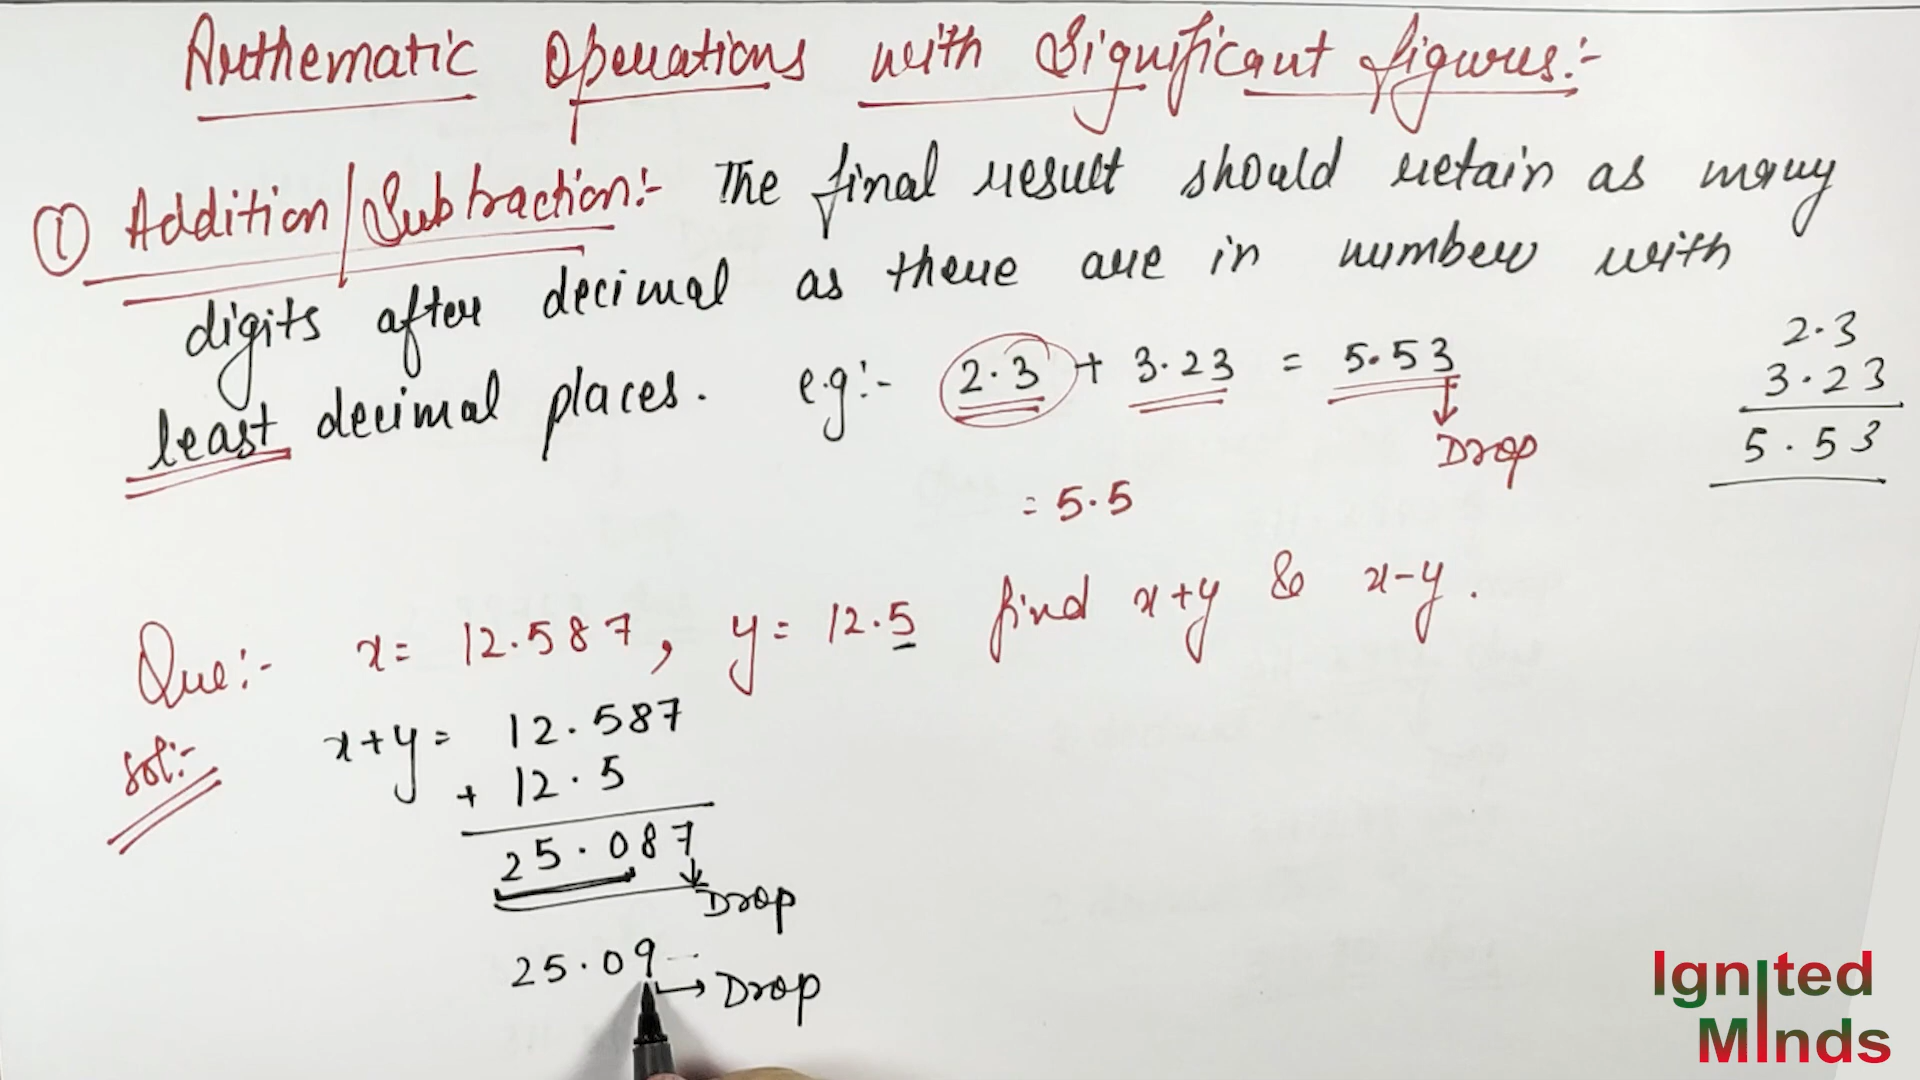 Arithematic Operations with Significant figures:-
① Addition/Subtraction:- The final result should retain as many
digits after decimal as there are in number with
least decimal places. e.g:- 2.3 + 3.23 = 5.53
Drop
= 5.5
2.3
3.23
5.53
Que:- x = 12.587, y = 12.5 find x+y & x-y.
Sol:- x+y = 12.587
+ 12.5
25.087
Drop
25.09
→ Drop
Ignited
Minds